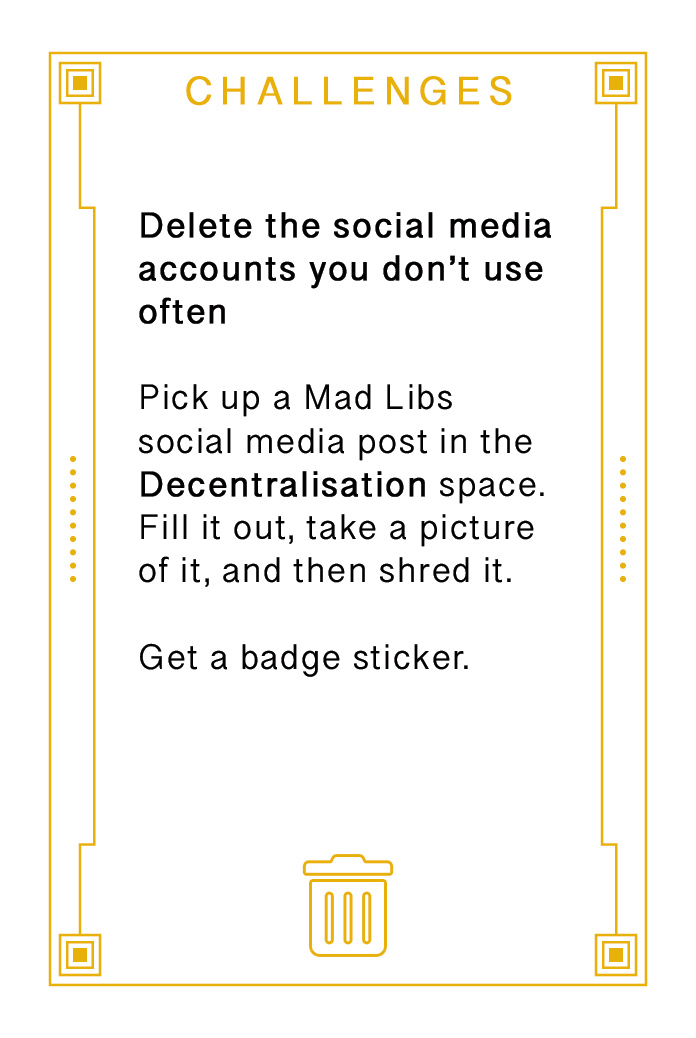 CHALLENGES
Delete the social media
accounts you don’t use
often
Pick up a Mad Libs
social media post in the
Decentralisation space.
Fill it out, take a picture
of it, and then shred it.
Get a badge sticker.